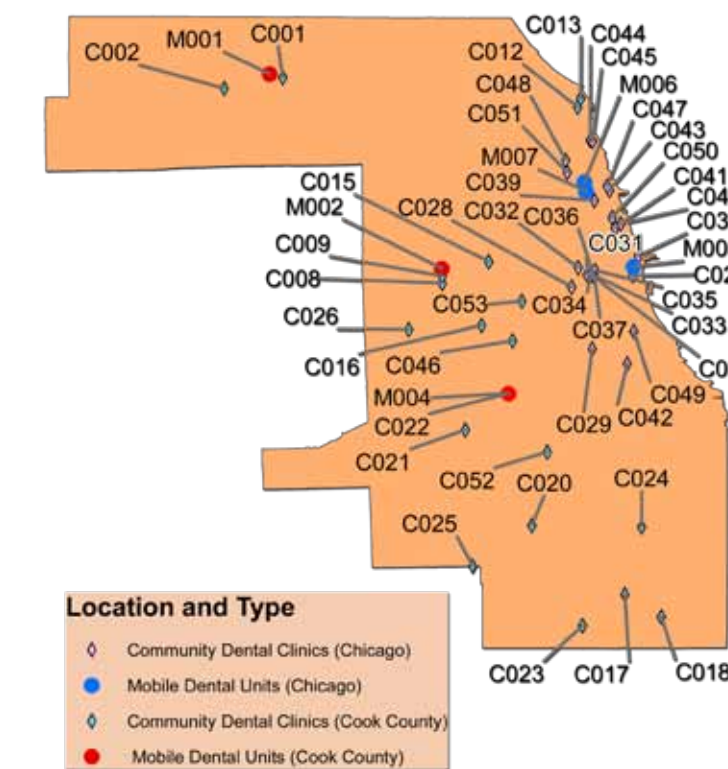 C013
C044
C002
M001
C001
C012
C045
C048
M006
C051
C047
C043
M007
C050
C015
C039
C041
M002
C028
C032
C036
C009
C031
C008
C053
C034
C035
C026
C037
C033
C016
C046
M004
C049
C022
C029
C042
C021
C052
C020
C024
C025
Location and Type
Community Dental Clinics (Chicago)
Mobile Dental Units (Chicago)
Community Dental Clinics (Cook County)
Mobile Dental Units (Cook County)
C023
C017
C018